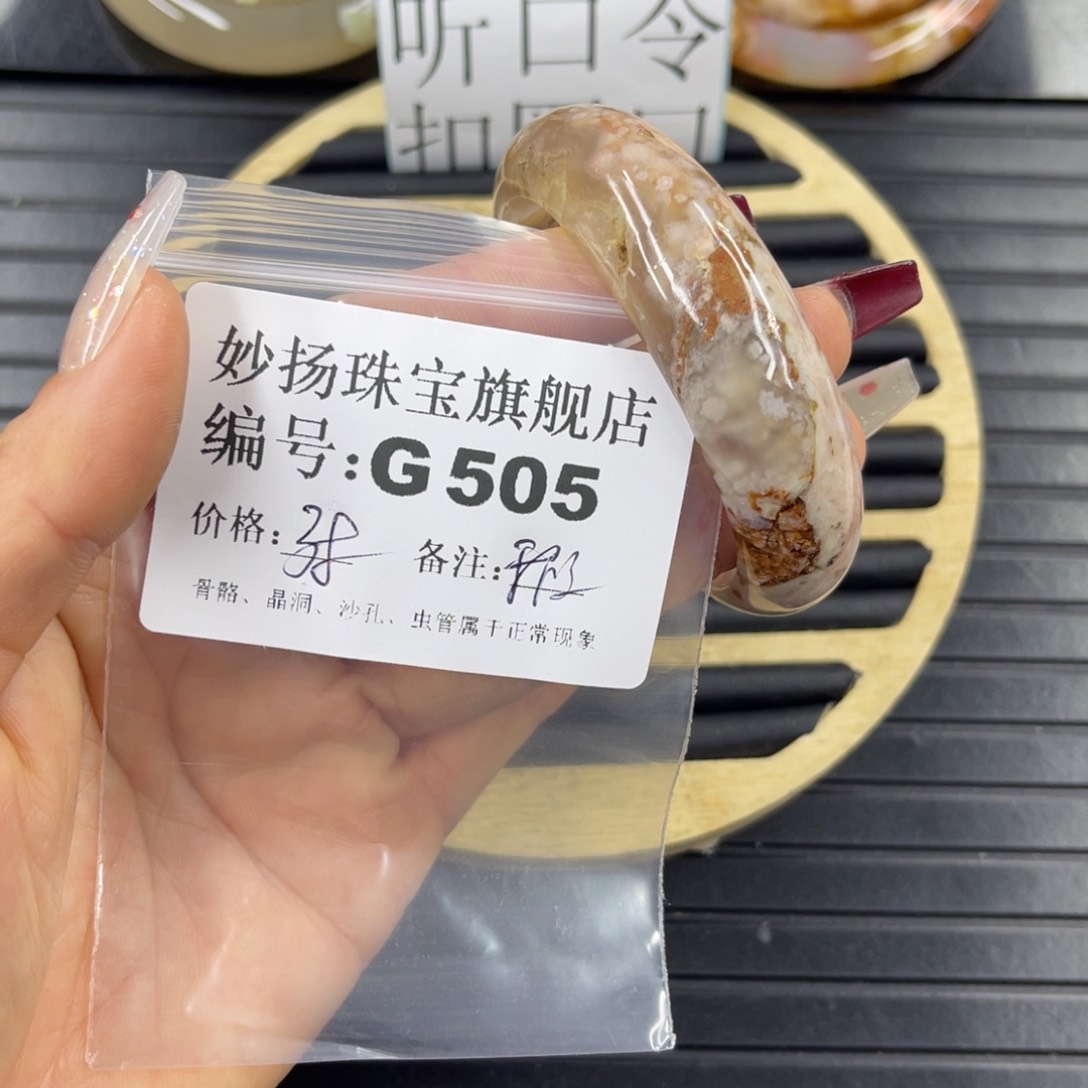 听口令
妙扬珠宝旗舰店
编号:G505
价格: 备注:
骨骼、晶洞、沙孔、虫管属于正常现象